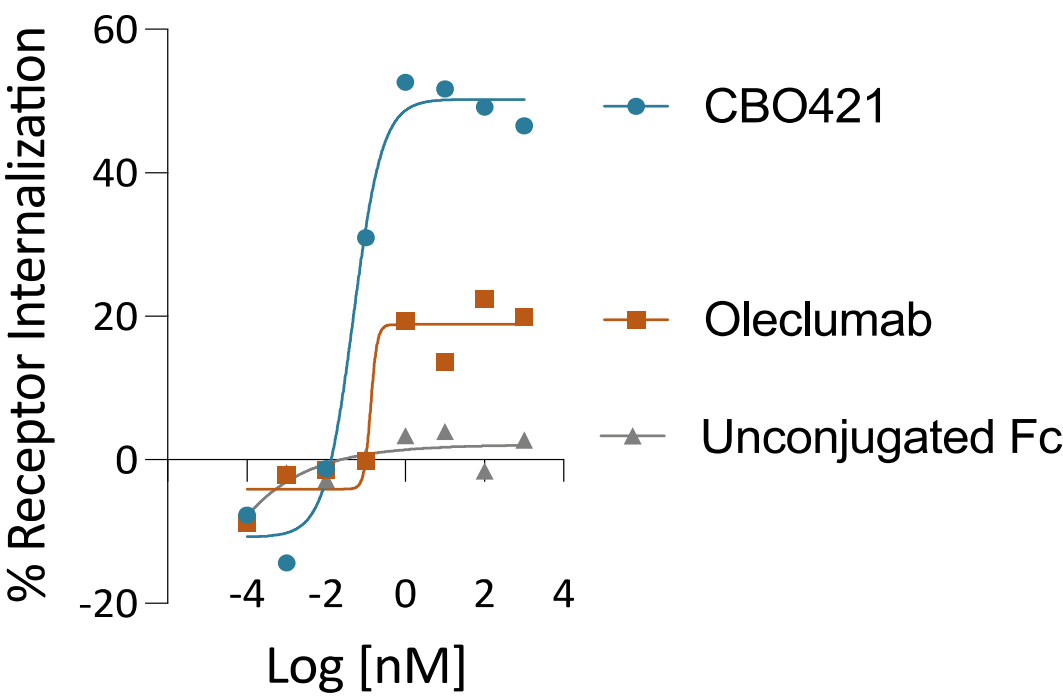 % Receptor Internalization
60
40
20
0
-20
-4 -2 0 2 4
Log [nM]
CBO421
Oleclumab
Unconjugated Fc